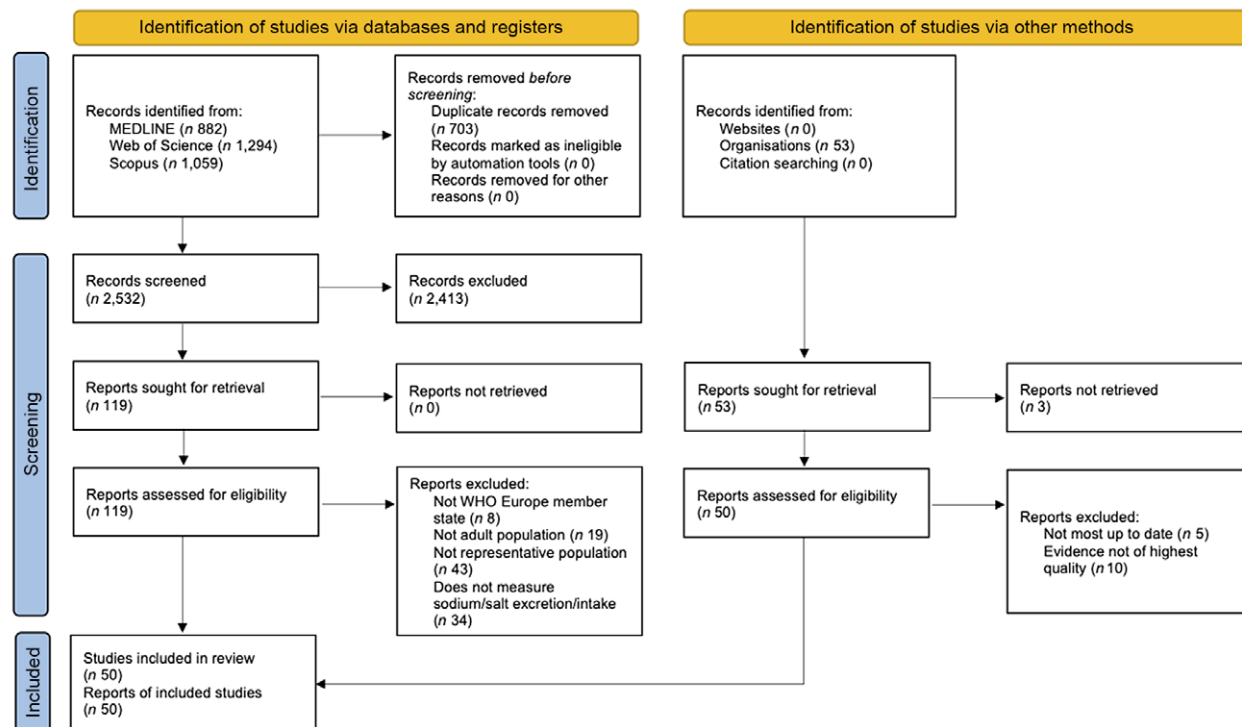 Identification of studies via databases and registers
Identification of studies via other methods
Identification
Records identified from:
MEDLINE (n 882)
Web of Science (n 1,294)
Scopus (n 1,059)
Records removed before
screening:
Duplicate records removed
(n 703)
Records marked as ineligible
by automation tools (n 0)
Records removed for other
reasons (n 0)
Records identified from:
Websites (n 0)
Organisations (n 53)
Citation searching (n 0)
Screening
Records screened
(n 2,532)
Records excluded
(n 2,413)
Reports sought for retrieval
(n 119)
Reports not retrieved
(n 0)
Reports sought for retrieval
(n 53)
Reports not retrieved
(n 3)
Reports assessed for eligibility
(n 119)
Reports excluded:
Not WHO Europe member
state (n 8)
Not adult population (n 19)
Not representative population
(n 43)
Does not measure
sodium/salt excretion/intake
(n 34)
Reports assessed for eligibility
(n 50)
Reports excluded:
Not most up to date (n 5)
Evidence not of highest
quality (n 10)
Included
Studies included in review
(n 50)
Reports of included studies
(n 50)